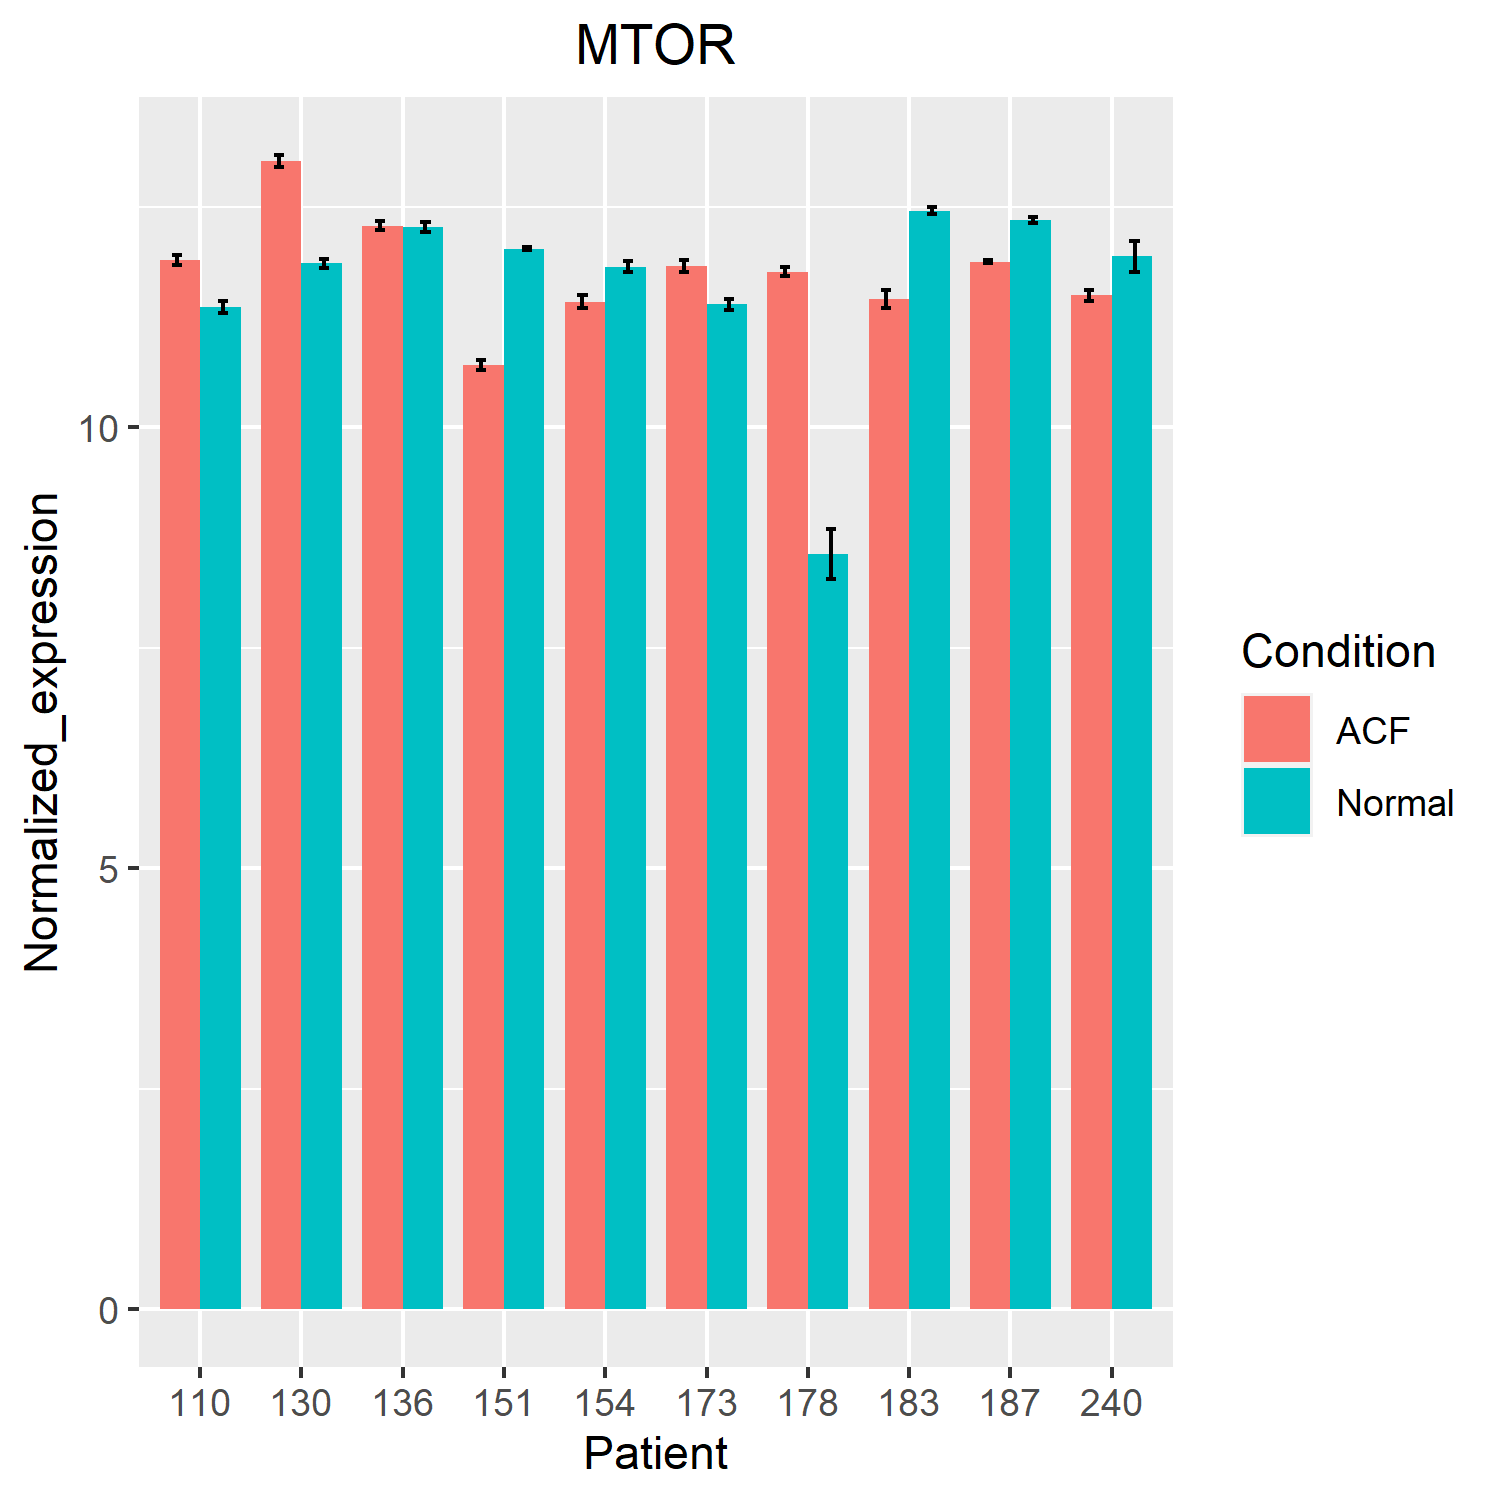 MTOR
Normalized_expression
10
5
0
110 130 136 151 154 173 178 183 187 240
Patient
Condition
ACF
Normal